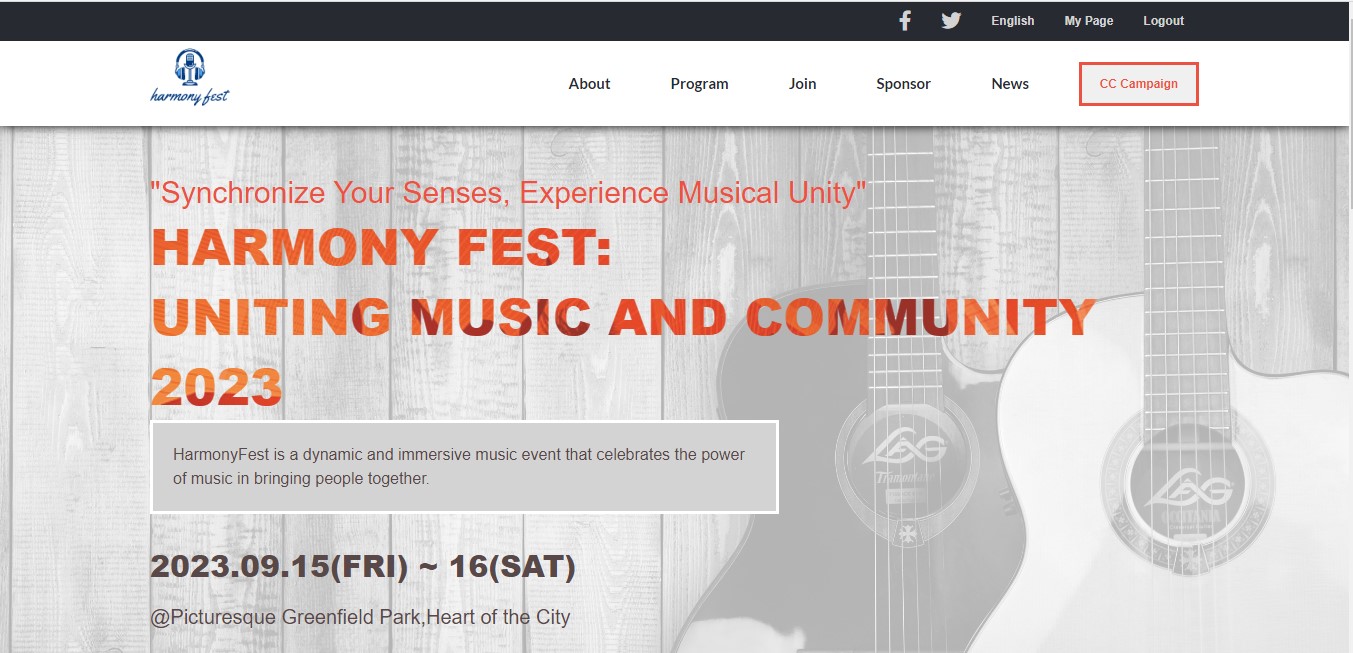 English
My Page
Logout
harmony fest
About
Program
Join
Sponsor
News
CC Campaign
"Synchronize Your Senses, Experience Musical Unity"
HARMONY FEST:
UNITING MUSIC AND COMMUNITY
2023
HarmonyFest is a dynamic and immersive music event that celebrates the power
of music in bringing people together.
2023.09.15(FRI) ~ 16(SAT)
@Picturesque Greenfield Park,Heart of the City
LÂG
LÂG